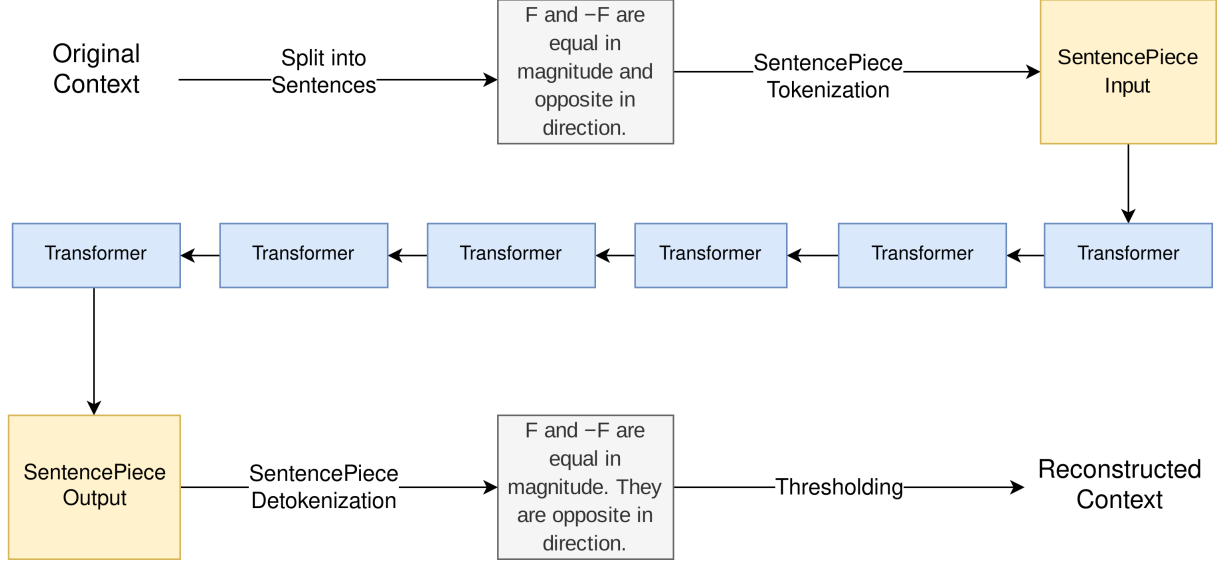 Original
Context
Split into
Sentences
F and −F are
equal in
magnitude and
opposite in
direction.
SentencePiece
Tokenization
SentencePiece
Input
Transformer
Transformer
Transformer
Transformer
Transformer
Transformer
SentencePiece
Output
SentencePiece
Detokenization
F and −F are
equal in
magnitude. They
are opposite in
direction.
Thresholding
Reconstructed
Context